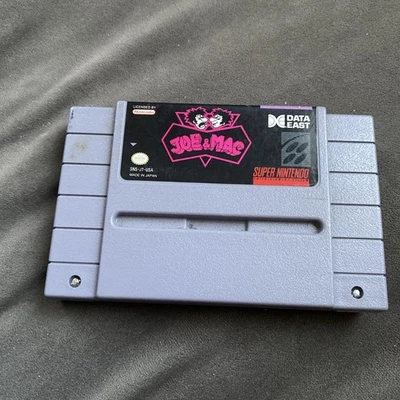 LICENSED BY
Nintendo
DATA
EAST
JOE & MAC
SNS-JT-USA
MADE IN JAPAN
SUPER NINTENDO